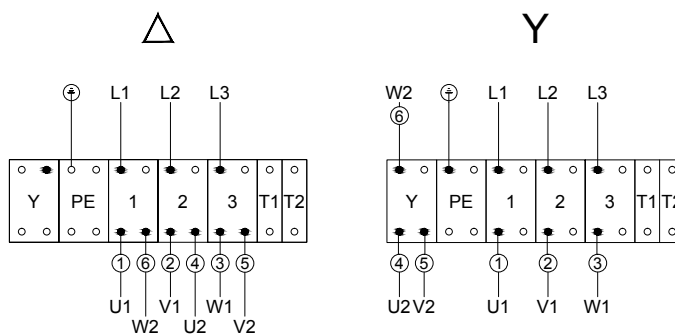 Δ Y
L1 L2 L3 W2 L1 L2 L3
6
Y PE 1 2 3 T1 T2 Y PE 1 2 3 T1 T2
1 6 2 4 3 5 4 5 1 2 3
U1 V1 W1 U2 V2 U1 V1 W1
W2 U2 V2